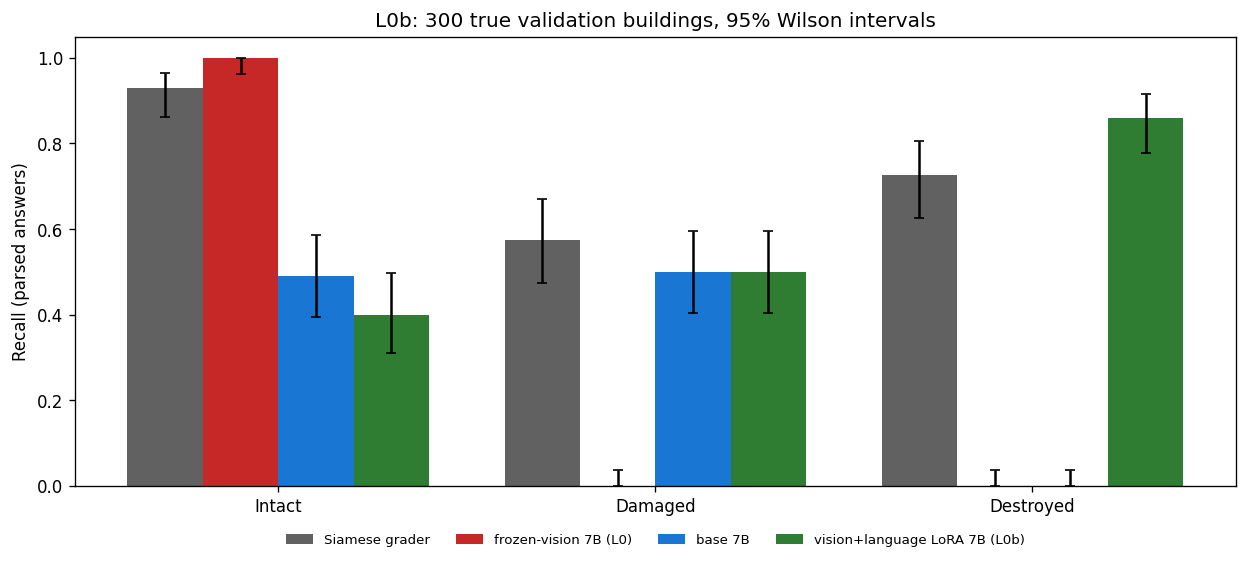 L0b: 300 true validation buildings, 95% Wilson intervals
Recall (parsed answers)
1.0
0.8
0.6
0.4
0.2
0.0
Intact Damaged Destroyed
Siamese grader frozen-vision 7B (L0) base 7B vision+language LoRA 7B (L0b)